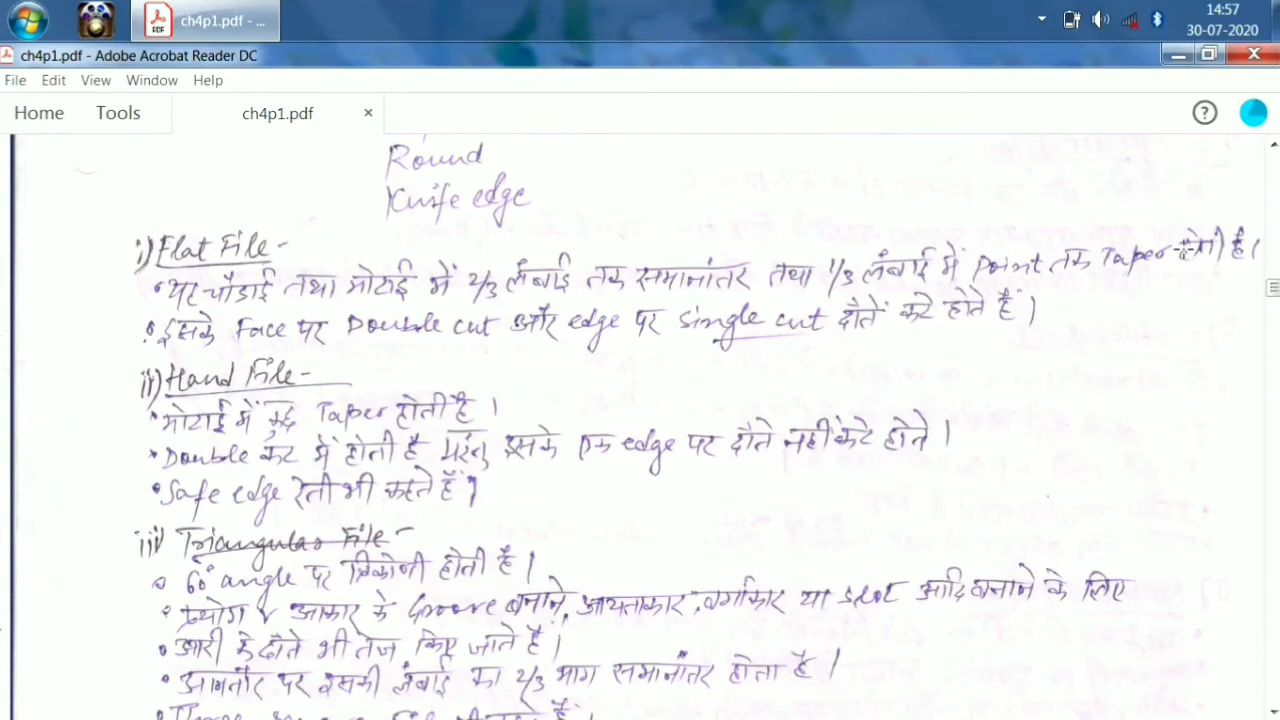 14:57
ch4p1.pdf - ...
30-07-2020
ch4p1.pdf - Adobe Acrobat Reader DC
File Edit View Window Help
Home Tools ch4p1.pdf ×
Round
Knife edge
i) Flat File -
• यह चौडाई तथा मोटाई में 2/3 लंबाई तक समानांतर तथा 1/3 लंबाई में Point तक Taper होती है।
• इसके Face पर Double cut और edge पर single cut दाँतें कटे होते हैं।
ii) Hand File -
• मोटाई में कुछ Taper होती है।
• Double कट में होती है परंतु इसके एक edge पर दाँते नहीं कटे होते।
• Safe edge रेती भी कहते हैं।
iii) Triangular File -
• 60° angle पर त्रिकोणी होती है।
• प्रयोग V आकार के Groove बनाने, आयताकार, वर्गाकार या slot आदि बनाने के लिए
• आरी के दाँते भी तेज किए जाते है।
• आमतौर पर इसकी लंबाई का 2/3 भाग समानांतर होता है।